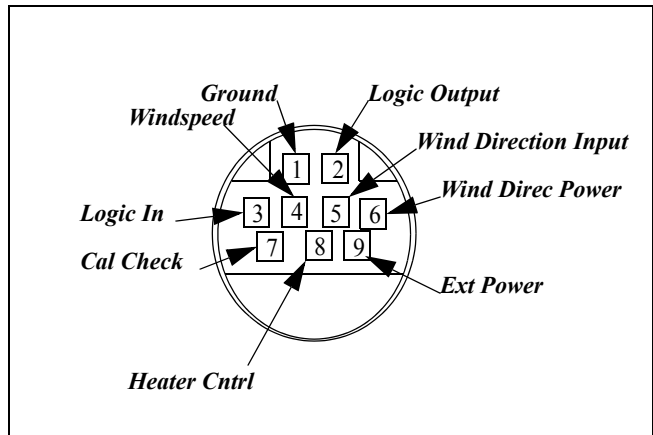 Ground
Logic Output
Windspeed
Wind Direction Input
1
2
Wind Direc Power
Logic In
3
4
5
6
Cal Check
7
8
9
Ext Power
Heater Cntrl